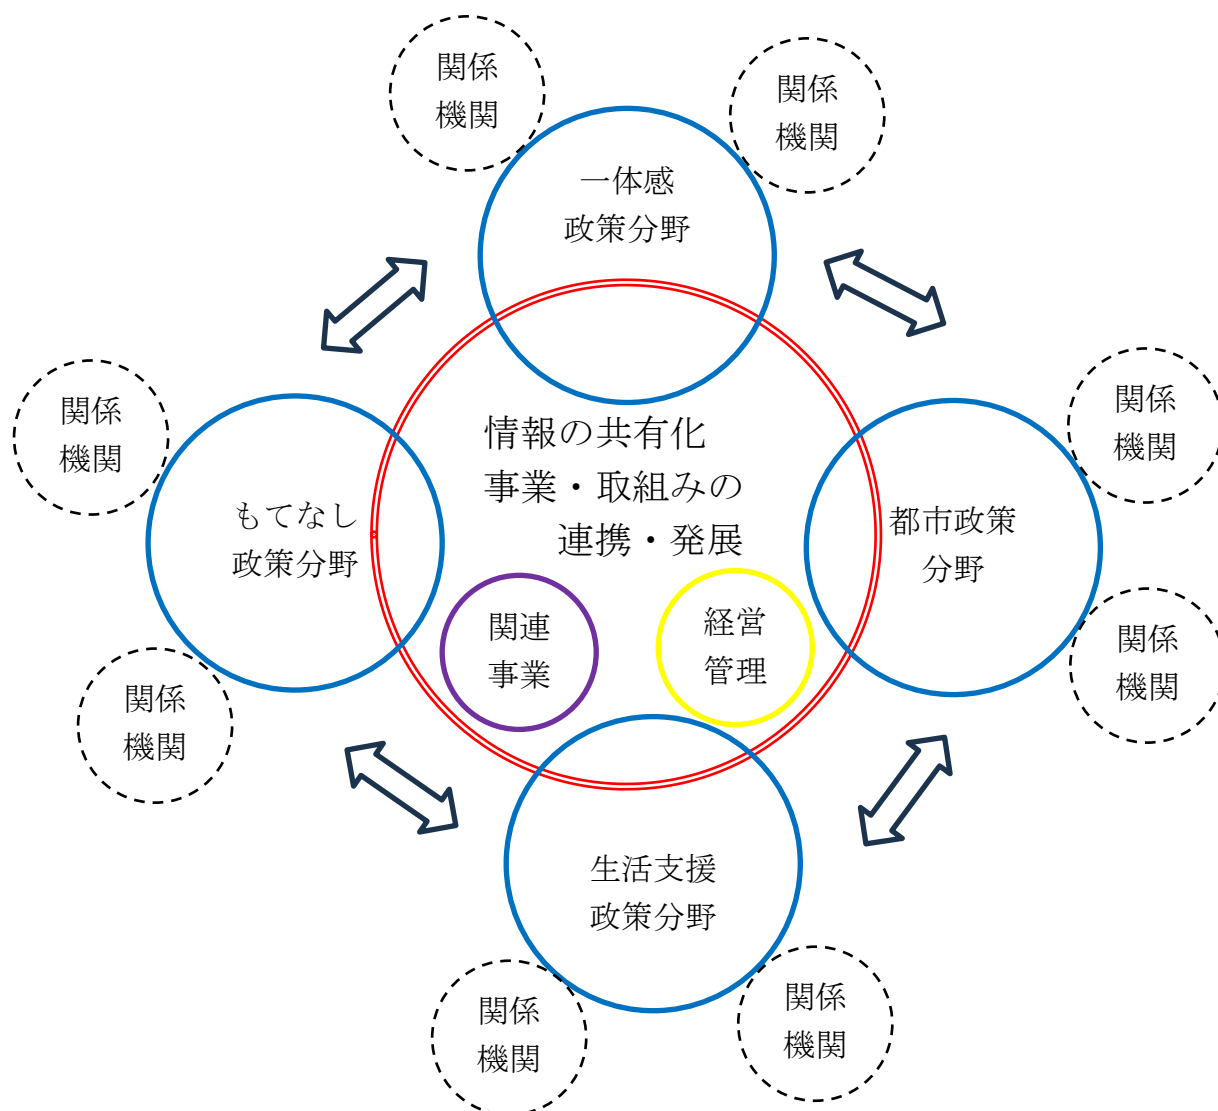 関係
機関
関係
機関
一体感
政策分野
関係
機関
関係
機関
情報の共有化
事業・取組みの
連携・発展
もてなし
政策分野
都市政策
分野
関連
事業
経営
管理
関係
機関
関係
機関
生活支援
政策分野
関係
機関
関係
機関